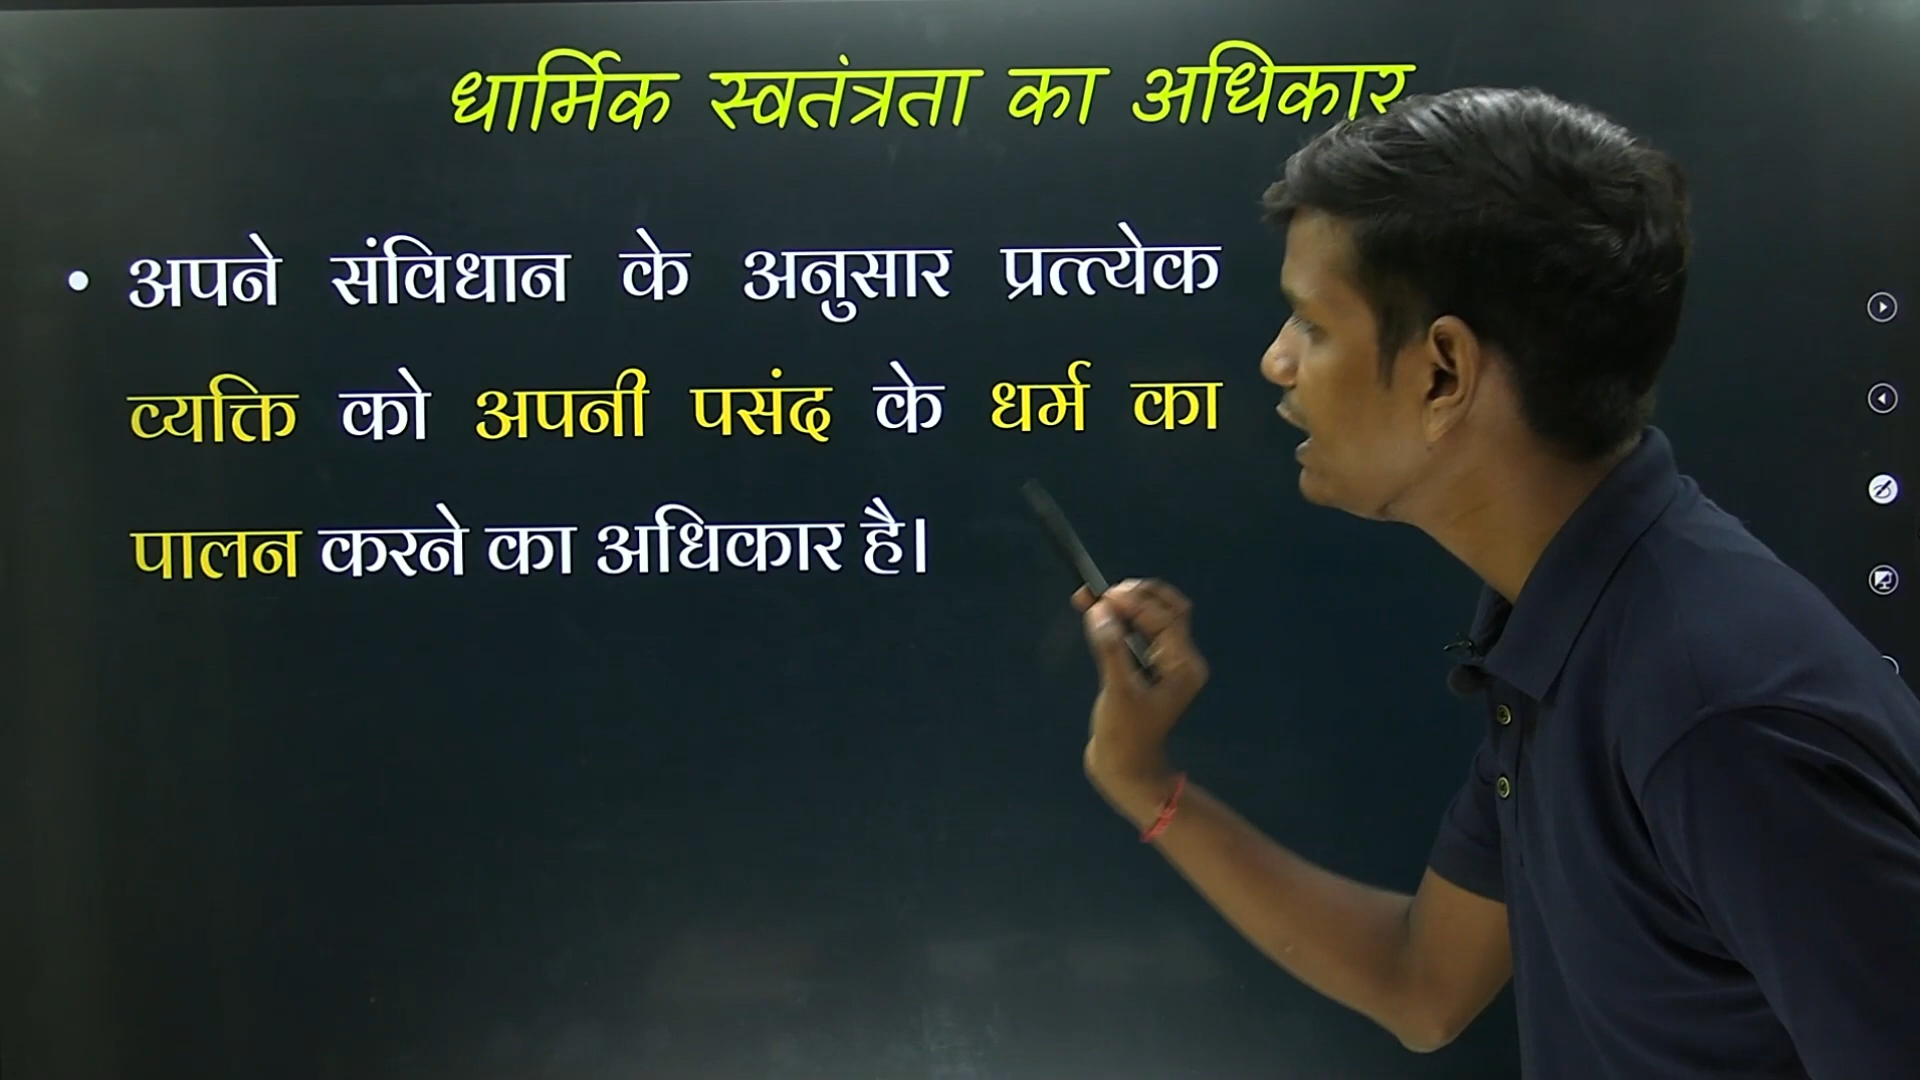 धार्मिक स्वतंत्रता का अधिकार
• अपने संविधान के अनुसार प्रत्त्येक
व्यक्ति को अपनी पसंद के धर्म का
पालन करने का अधिकार है।